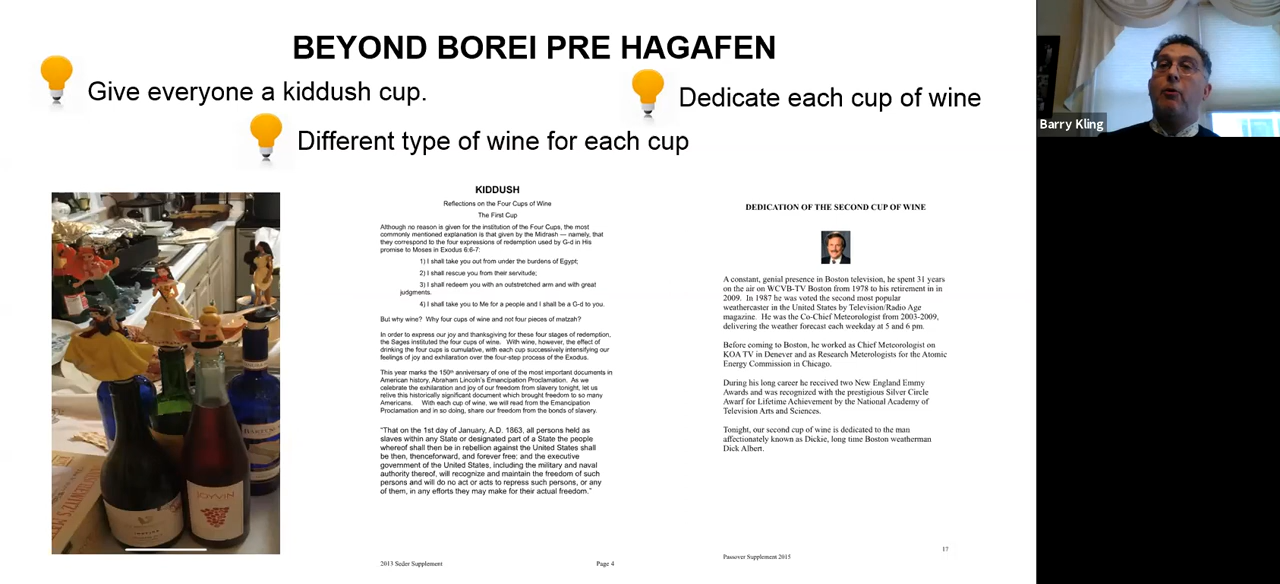 BEYOND BOREI PRE HAGAFEN
Give everyone a kiddush cup.
Dedicate each cup of wine
Different type of wine for each cup
Barry Kling
KIDDUSH
Reflections on the Four Cups of Wine
The First Cup
Although no reason is given for the institution of the Four Cups, the most
commonly mentioned explanation is that given by the Midrash — namely, that
they correspond to the four expressions of redemption used by G-d in His
promise to Moses in Exodus 6:6-7:
1) I shall take you out from under the burdens of Egypt;
2) I shall rescue you from their servitude;
3) I shall redeem you with an outstretched arm and with great
judgments.
4) I shall take you to Me for a people and I shall be a G-d to you.
But why wine? Why four cups of wine and not four pieces of matzah?
In order to express our joy and thanksgiving for these four stages of redemption,
the Sages instituted the four cups of wine. With wine, however, the effect of
drinking the four cups is cumulative, with each cup successively intensifying our
feelings of joy and exhilaration over the four-step process of the Exodus.
This year marks the 150th anniversary of one of the most important documents in
American history, Abraham Lincoln's Emancipation Proclamation. As we
celebrate the exhilaration and joy of our freedom from slavery tonight, let us
relive this historically significant document which brought freedom to so many
Americans. With each cup of wine, we will read from the Emancipation
Proclamation and in so doing, share our freedom from the bonds of slavery.
"That on the 1st day of January, A.D. 1863, all persons held as
slaves within any State or designated part of a State the people
whereof shall then be in rebellion against the United States shall
be then, thenceforward, and forever free; and the executive
government of the United States, including the military and naval
authority thereof, will recognize and maintain the freedom of such
persons and will do no act or acts to repress such persons, or any
of them, in any efforts they may make for their actual freedom."
2013 Seder Supplement
Page 4
DEDICATION OF THE SECOND CUP OF WINE
A constant, genial presence in Boston television, he spent 31 years
on the air on WCVB-TV Boston from 1978 to his retirement in in
2009. In 1987 he was voted the second most popular
weathercaster in the United States by Television/Radio Age
magazine. He was the Co-Chief Meteorologist from 2003-2009,
delivering the weather forecast each weekday at 5 and 6 pm.
Before coming to Boston, he worked as Chief Meteorologist on
KOA TV in Denever and as Research Meterologists for the Atomic
Energy Commission in Chicago.
During his long career he received two New England Emmy
Awards and was recognized with the prestigious Silver Circle
Awarf for Lifetime Achievement by the National Academy of
Television Arts and Sciences.
Tonight, our second cup of wine is dedicated to the man
affectionately known as Dickie, long time Boston weatherman
Dick Albert.
17
Passover Supplement 2015
JOYVIN